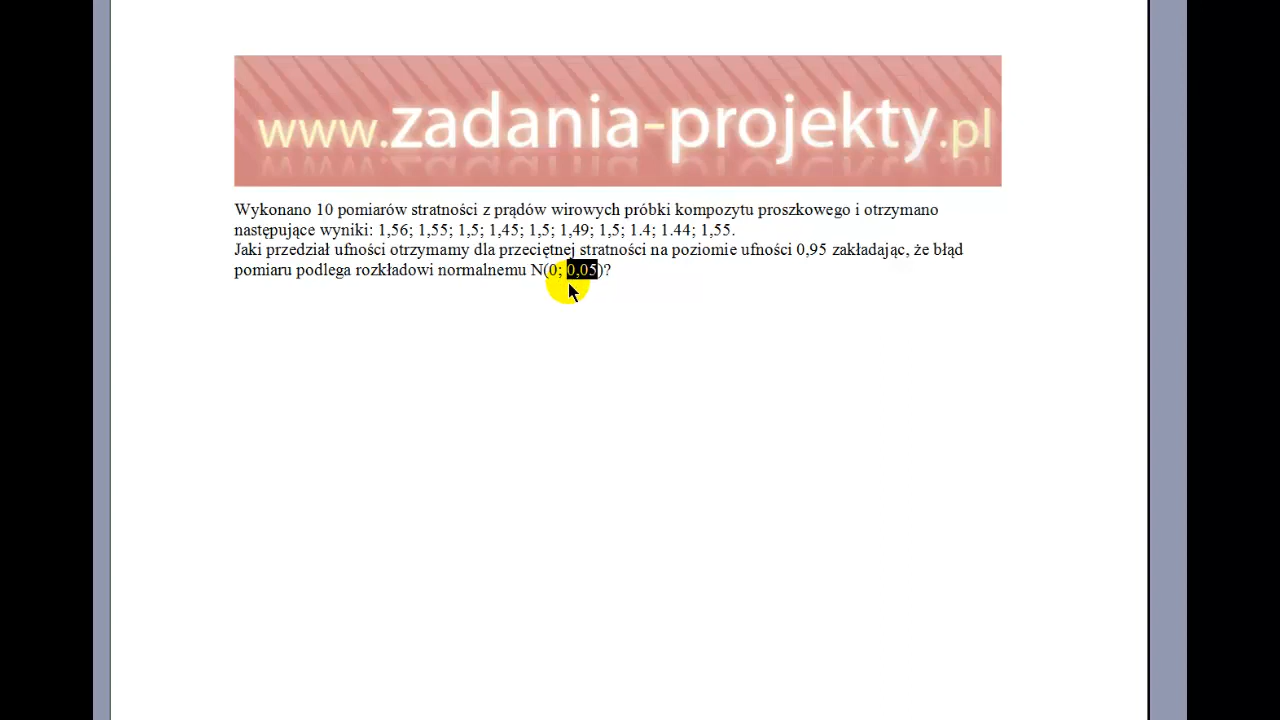 www.zadania-projekty.pl
Wykonano 10 pomiarów stratności z prądów wirowych próbki kompozytu proszkowego i otrzymano
następujące wyniki: 1,56; 1,55; 1,5; 1,45; 1,5; 1,49; 1,5; 1.4; 1.44; 1,55.
Jaki przedział ufności otrzymamy dla przeciętnej stratności na poziomie ufności 0,95 zakładając, że błąd
pomiaru podlega rozkładowi normalnemu N(0; 0,05)?